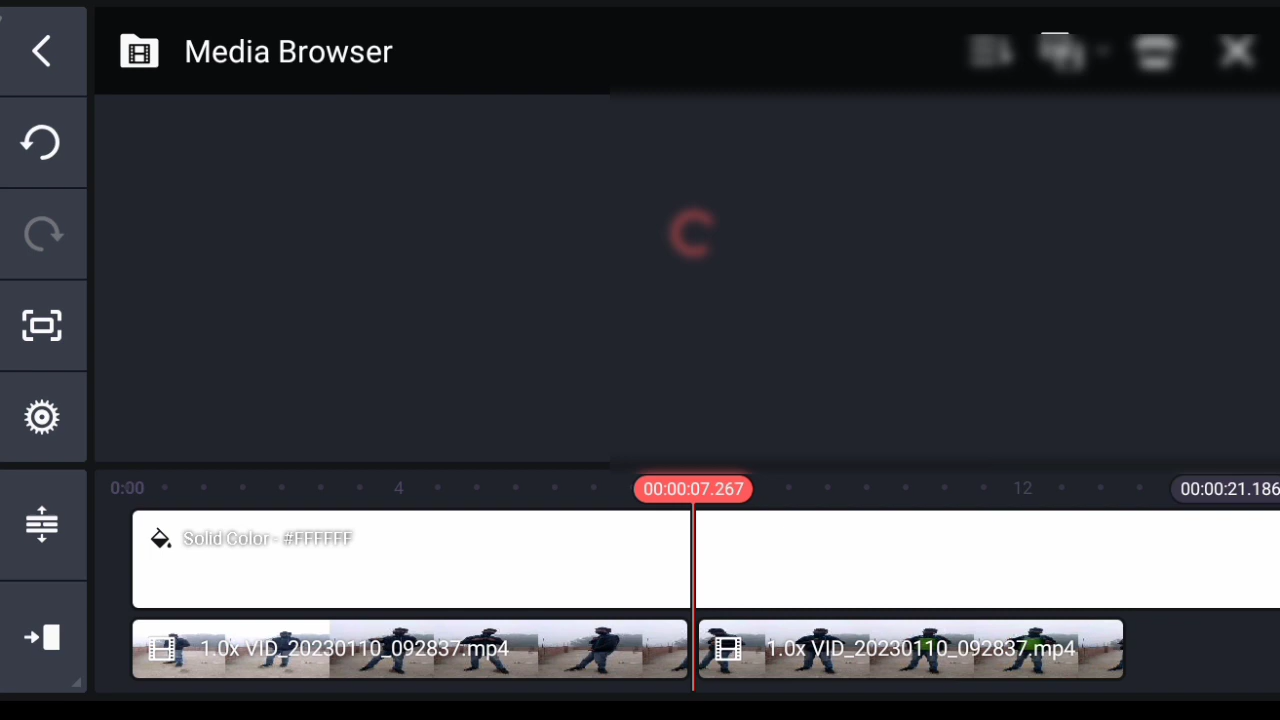 Media Browser
0:00
4
00:00:07.267
12
00:00:21.186
Solid Color - #FFFFFF
1.0x VID_20230110_092837.mp4
1.0x VID_20230110_092837.mp4